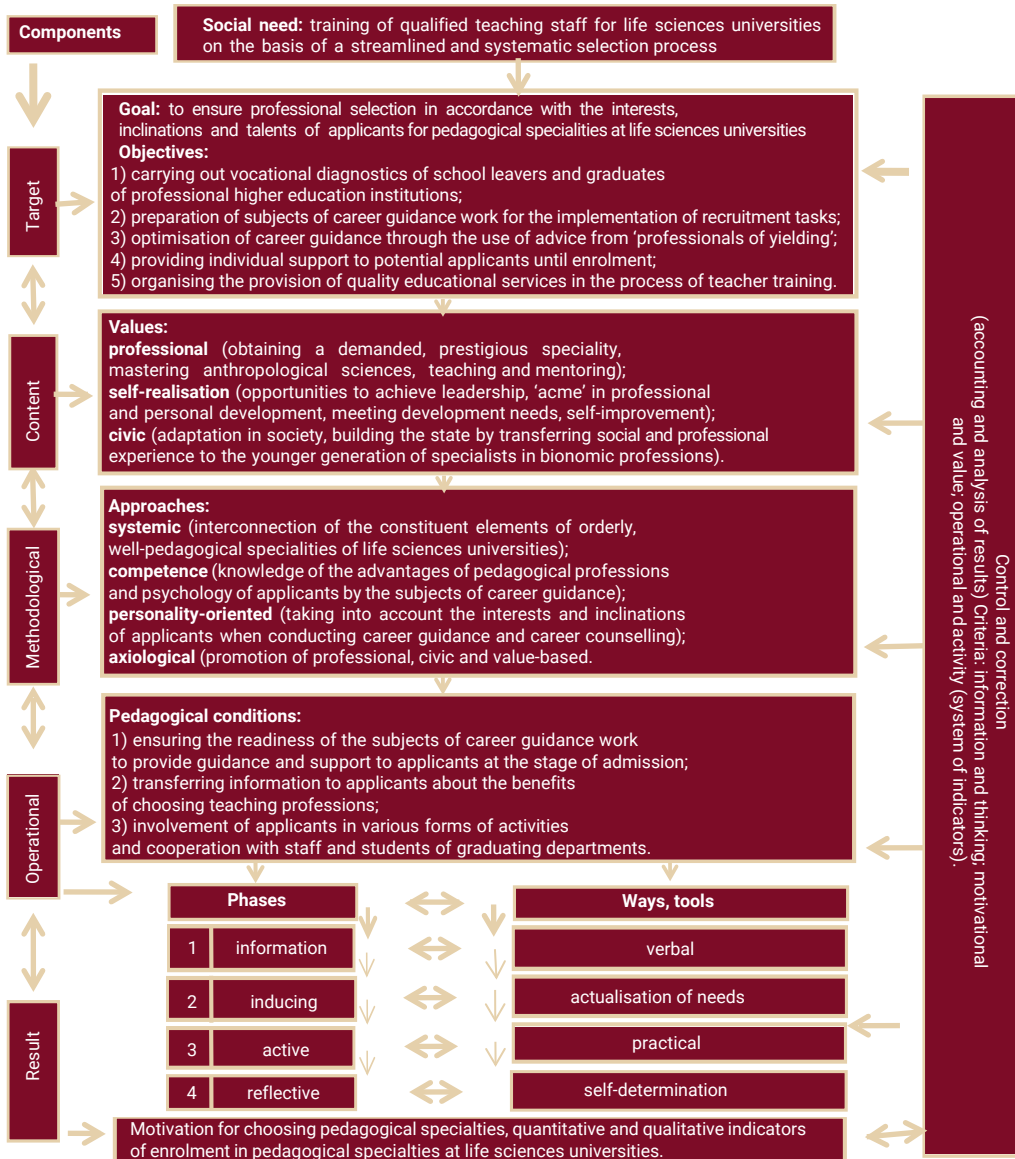 Components
Social need: training of qualified teaching staff for life sciences universities
on the basis of a streamlined and systematic selection process
Target
Goal: to ensure professional selection in accordance with the interests,
inclinations and talents of applicants for pedagogical specialities at life sciences universities
Objectives:
1) carrying out vocational diagnostics of school leavers and graduates
of professional higher education institutions;
2) preparation of subjects of career guidance work for the implementation of recruitment tasks;
3) optimisation of career guidance through the use of advice from ‘professionals of yielding’;
4) providing individual support to potential applicants until enrolment;
5) organising the provision of quality educational services in the process of teacher training.
Content
Values:
professional (obtaining a demanded, prestigious speciality,
mastering anthropological sciences, teaching and mentoring);
self-realisation (opportunities to achieve leadership, ‘acme’ in professional
and personal development, meeting development needs, self-improvement);
civic (adaptation in society, building the state by transferring social and professional
experience to the younger generation of specialists in bionomic professions).
Methodological
Approaches:
systemic (interconnection of the constituent elements of orderly,
well-pedagogical specialities of life sciences universities);
competence (knowledge of the advantages of pedagogical professions
and psychology of applicants by the subjects of career guidance);
personality-oriented (taking into account the interests and inclinations
of applicants when conducting career guidance and career counselling);
axiological (promotion of professional, civic and value-based.
Operational
Pedagogical conditions:
1) ensuring the readiness of the subjects of career guidance work
to provide guidance and support to applicants at the stage of admission;
2) transferring information to applicants about the benefits
of choosing teaching professions;
3) involvement of applicants in various forms of activities
and cooperation with staff and students of graduating departments.
Phases
Ways, tools
1 information
verbal
2 inducing
actualisation of needs
3 active
practical
4 reflective
self-determination
Result
Motivation for choosing pedagogical specialties, quantitative and qualitative indicators
of enrolment in pedagogical specialties at life sciences universities.
Control and correction
(accounting and analysis of results) Criteria: information and thinking; motivational
and value; operational andactivity (system of indicators).